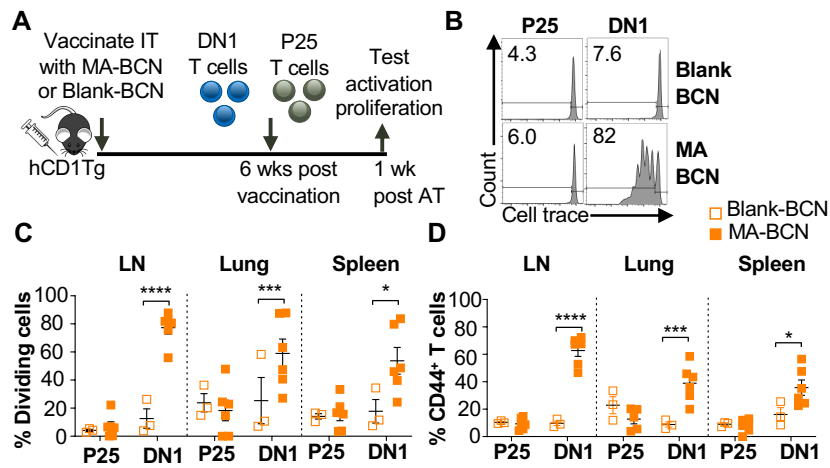 A
Vaccinate IT
with MA-BCN
or Blank-BCN
DN1
T cells
P25
T cells
Test
activation
proliferation
hCD1Tg
6 wks post
vaccination
1 wk
post AT
B
P25
DN1
4.3
7.6
Blank
BCN
6.0
82
MA
BCN
Count
Cell trace
Blank-BCN
MA-BCN
C
LN
Lung
Spleen
% Dividing cells
100
80
60
40
20
0
****
***
*
P25
DN1
P25
DN1
P25
DN1
D
LN
Lung
Spleen
% CD44+ T cells
100
80
60
40
20
0
****
***
*
P25
DN1
P25
DN1
P25
DN1